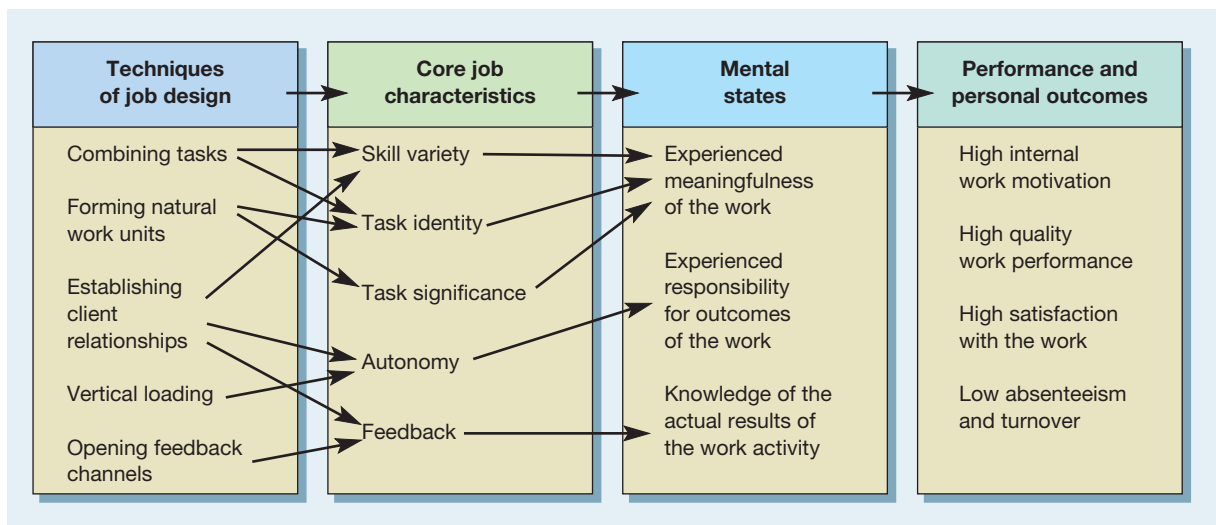 Techniques
of job design
Core job
characteristics
Mental
states
Performance and
personal outcomes
Combining tasks
Forming natural
work units
Establishing
client
relationships
Vertical loading
Opening feedback
channels
Skill variety
Task identity
Task significance
Autonomy
Feedback
Experienced
meaningfulness
of the work
Experienced
responsibility
for outcomes
of the work
Knowledge of the
actual results of
the work activity
High internal
work motivation
High quality
work performance
High satisfaction
with the work
Low absenteeism
and turnover